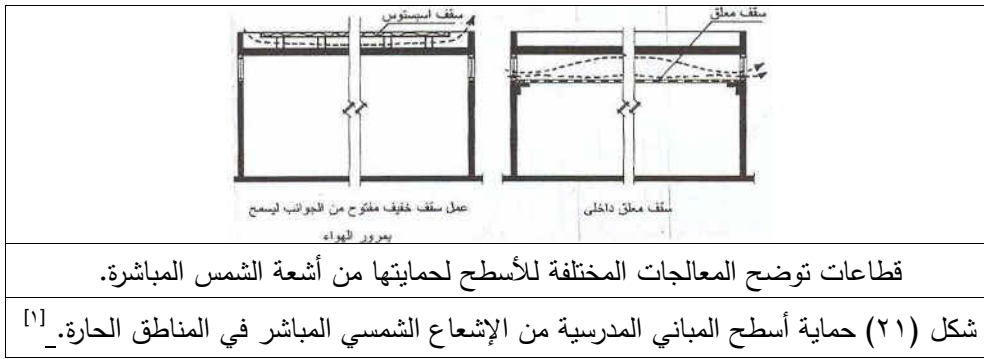 سقف اسبستوس
سقف معلق
عمل سقف خفيف مفتوح من الجوانب ليسمح
بمرور الهواء
سقف معلق داخلى
قطاعات توضح المعالجات المختلفة للأسطح لحمايتها من أشعة الشمس المباشرة.
شكل (٢١) حماية أسطح المباني المدرسية من الإشعاع الشمسي المباشر في المناطق الحارة. [١]